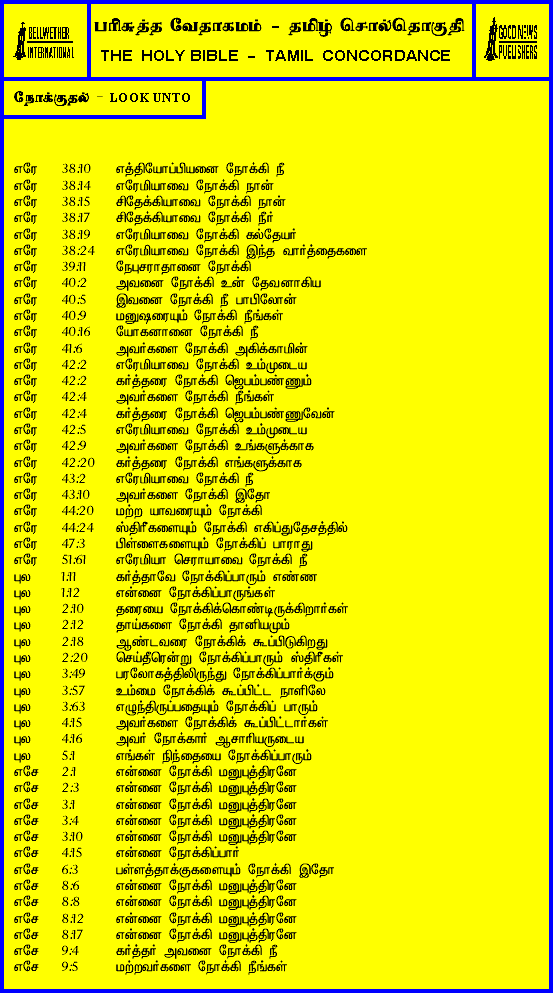 BELLWETHER INTERNATIONAL
பரிசுத்த வேதாகமம் - தமிழ் சொல்தொகுதி
THE HOLY BIBLE - TAMIL CONCORDANCE
GOOD NEWS PUBLISHERS
நோக்குதல் - LOOK UNTO
எரே 38:10 எத்தியோப்பியனை நோக்கி நீ
எரே 38:14 எரேமியாவை நோக்கி நான்
எரே 38:15 சிதேக்கியாவை நோக்கி நான்
எரே 38:17 சிதேக்கியாவை நோக்கி நீர்
எரே 38:19 எரேமியாவை நோக்கி கல்தேயர்
எரே 38:24 எரேமியாவை நோக்கி இந்த வார்த்தைகளை
எரே 39:11 நேபுசராதானை நோக்கி
எரே 40:2 அவனை நோக்கி உன் தேவனாகிய
எரே 40:5 இவனை நோக்கி நீ பாபிலோன்
எரே 40:9 மனுஷரையும் நோக்கி நீங்கள்
எரே 40:16 யோகனானை நோக்கி நீ
எரே 41:6 அவர்களை நோக்கி அகிக்காமின்
எரே 42:2 எரேமியாவை நோக்கி உம்முடைய
எரே 42:2 கர்த்தரை நோக்கி ஜெபம்பண்ணும்
எரே 42:4 அவர்களை நோக்கி நீங்கள்
எரே 42:4 கர்த்தரை நோக்கி ஜெபம்பண்ணுவேன்
எரே 42:5 எரேமியாவை நோக்கி உம்முடைய
எரே 42:9 அவர்களை நோக்கி உங்களுக்காக
எரே 42:20 கர்த்தரை நோக்கி எங்களுக்காக
எரே 43:2 எரேமியாவை நோக்கி நீ
எரே 43:10 அவர்களை நோக்கி இதோ
எரே 44:20 மற்ற யாவரையும் நோக்கி
எரே 44:24 ஸ்திரீகளையும் நோக்கி எகிப்துதேசத்தில்
எரே 47:3 பிள்ளைகளையும் நோக்கிப் பாராது
எரே 51:61 எரேமியா செராயாவை நோக்கி நீ
புல 1:11 கர்த்தாவே நோக்கிப்பாரும் எண்ண
புல 1:12 என்னை நோக்கிப்பாருங்கள்
புல 2:10 தரையை நோக்கிக்கொண்டிருக்கிறார்கள்
புல 2:12 தாய்களை நோக்கி தானியமும்
புல 2:18 ஆண்டவரை நோக்கிக் கூப்பிடுகிறது
புல 2:20 செய்தீரென்று நோக்கிப்பாரும் ஸ்திரீகள்
புல 3:49 பரலோகத்திலிருந்து நோக்கிப்பார்க்கும்
புல 3:57 உம்மை நோக்கிக் கூப்பிட்ட நாளிலே
புல 3:63 எழுந்திருப்பதையும் நோக்கிப் பாரும்
புல 4:15 அவர்களை நோக்கிக் கூப்பிட்டார்கள்
புல 4:16 அவர் நோக்கார் ஆசாரியருடைய
புல 5:1 எங்கள் நிந்தையை நோக்கிப்பாரும்
எசே 2:1 என்னை நோக்கி மனுபுத்திரனே
எசே 2:3 என்னை நோக்கி மனுபுத்திரனே
எசே 3:1 என்னை நோக்கி மனுபுத்திரனே
எசே 3:4 என்னை நோக்கி மனுபுத்திரனே
எசே 3:10 என்னை நோக்கி மனுபுத்திரனே
எசே 4:15 என்னை நோக்கிப்பார்
எசே 6:3 பள்ளத்தாக்குகளையும் நோக்கி இதோ
எசே 8:6 என்னை நோக்கி மனுபுத்திரனே
எசே 8:8 என்னை நோக்கி மனுபுத்திரனே
எசே 8:12 என்னை நோக்கி மனுபுத்திரனே
எசே 8:17 என்னை நோக்கி மனுபுத்திரனே
எசே 9:4 கர்த்தர் அவனை நோக்கி நீ
எசே 9:5 மற்றவர்களை நோக்கி நீங்கள்